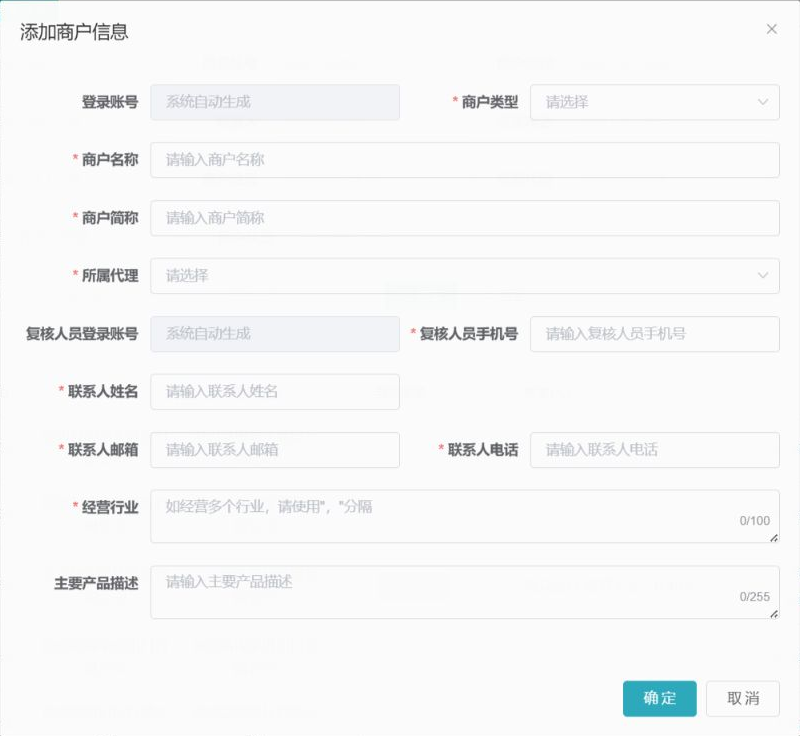 添加商户信息
登录账号 系统自动生成 * 商户类型 请选择
* 商户名称 请输入商户名称
* 商户简称 请输入商户简称
* 所属代理 请选择
复核人员登录账号 系统自动生成 * 复核人员手机号 请输入复核人员手机号
* 联系人姓名 请输入联系人姓名
* 联系人邮箱 请输入联系人邮箱 * 联系人电话 请输入联系人电话
* 经营行业 如经营多个行业，请使用"，"分隔
0/100
主要产品描述 请输入主要产品描述
0/255
确定 取消